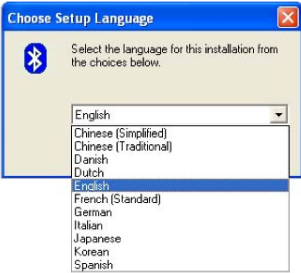 Choose Setup Language
Select the language for this installation from
the choices below.
English
Chinese (Simplified)
Chinese (Traditional)
Danish
Dutch
English
French (Standard)
German
Italian
Japanese
Korean
Spanish